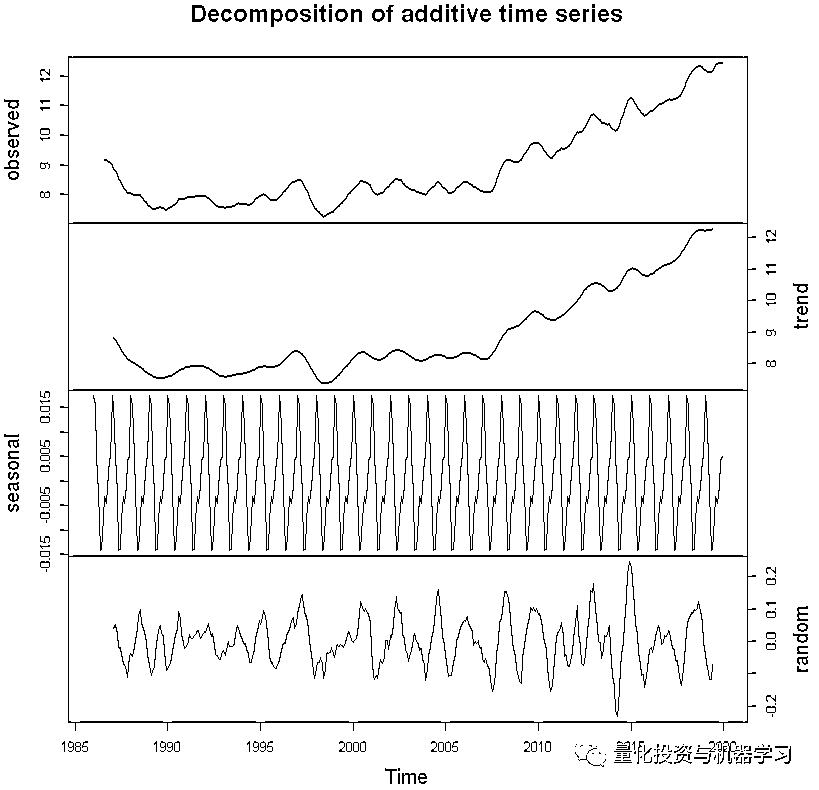 Decomposition of additive time series
observed
8
9
10
11
12
trend
8
9
10
11
12
seasonal
-0.015
-0.005
0.005
0.015
random
-0.2
0.0
0.1
0.2
1985 1990 1995 2000 2005 2010 2015 2020
Time
量化投资与机器学习